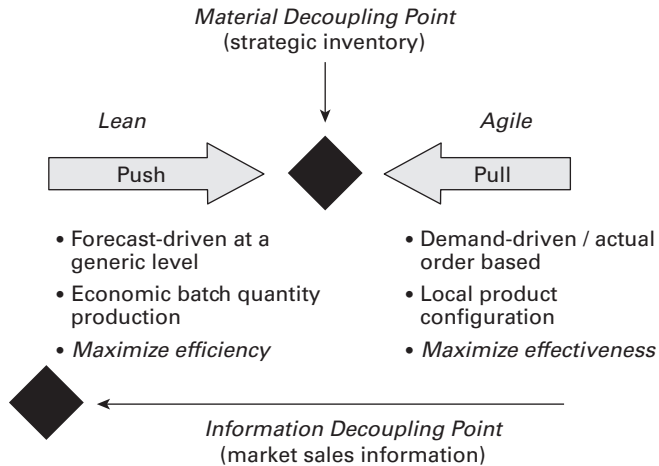 Material Decoupling Point
(strategic inventory)
Lean
Agile
Push
Pull
• Forecast-driven at a
generic level
• Economic batch quantity
production
• Maximize efficiency
• Demand-driven / actual
order based
• Local product
configuration
• Maximize effectiveness
Information Decoupling Point
(market sales information)